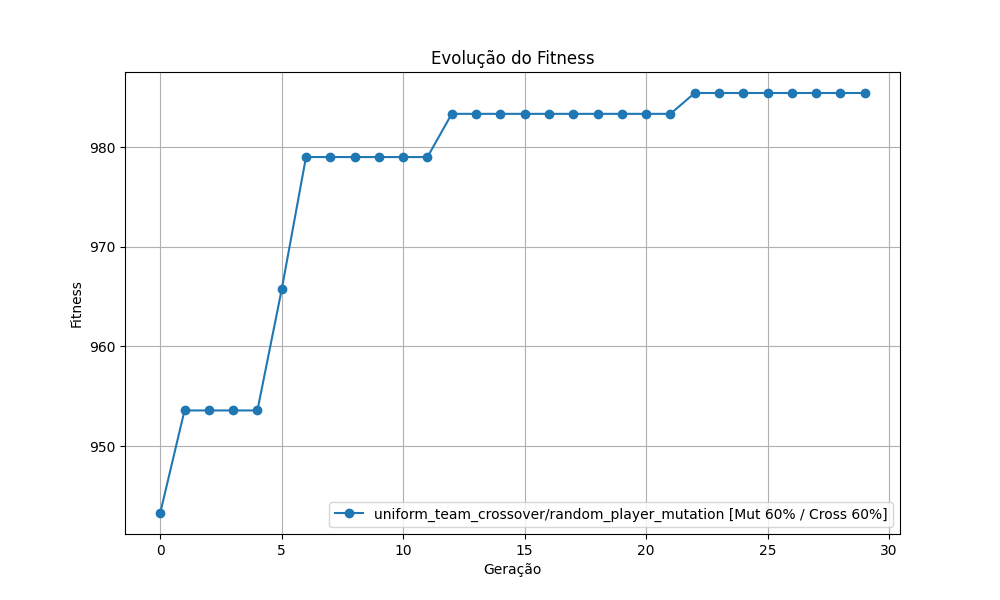 Evolução do Fitness
Fitness
980
970
960
950
0
5
10
15
20
25
30
Geração
uniform_team_crossover/random_player_mutation [Mut 60% / Cross 60%]